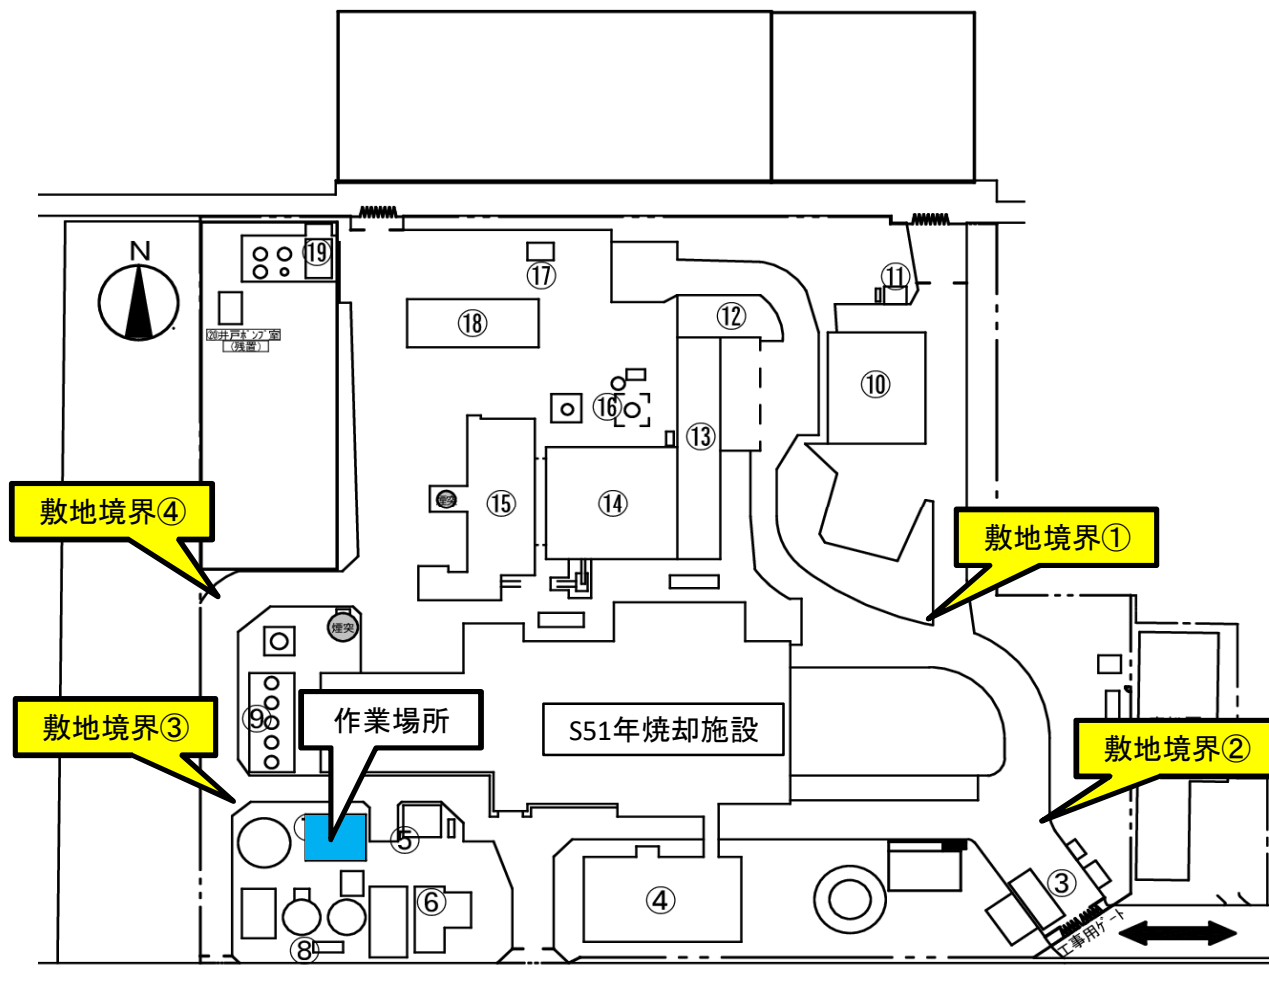 N
⑲
⑰
⑪
⑱
⑫
⑳井戸ポンプ室
(残置)
⑩
⑯
⑬
敷地境界④
煙突
⑮
⑭
敷地境界①
煙突
⑨
作業場所
S51年焼却施設
敷地境界③
敷地境界②
⑤
④
③
⑥
⑧
工事用ゲート